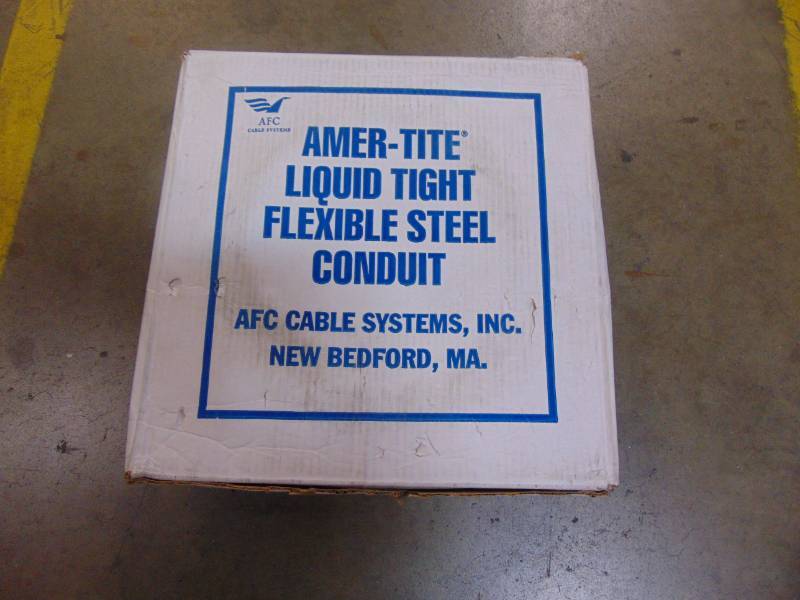 AFC
CABLE SYSTEMS
AMER-TITE®
LIQUID TIGHT
FLEXIBLE STEEL
CONDUIT
AFC CABLE SYSTEMS, INC.
NEW BEDFORD, MA.